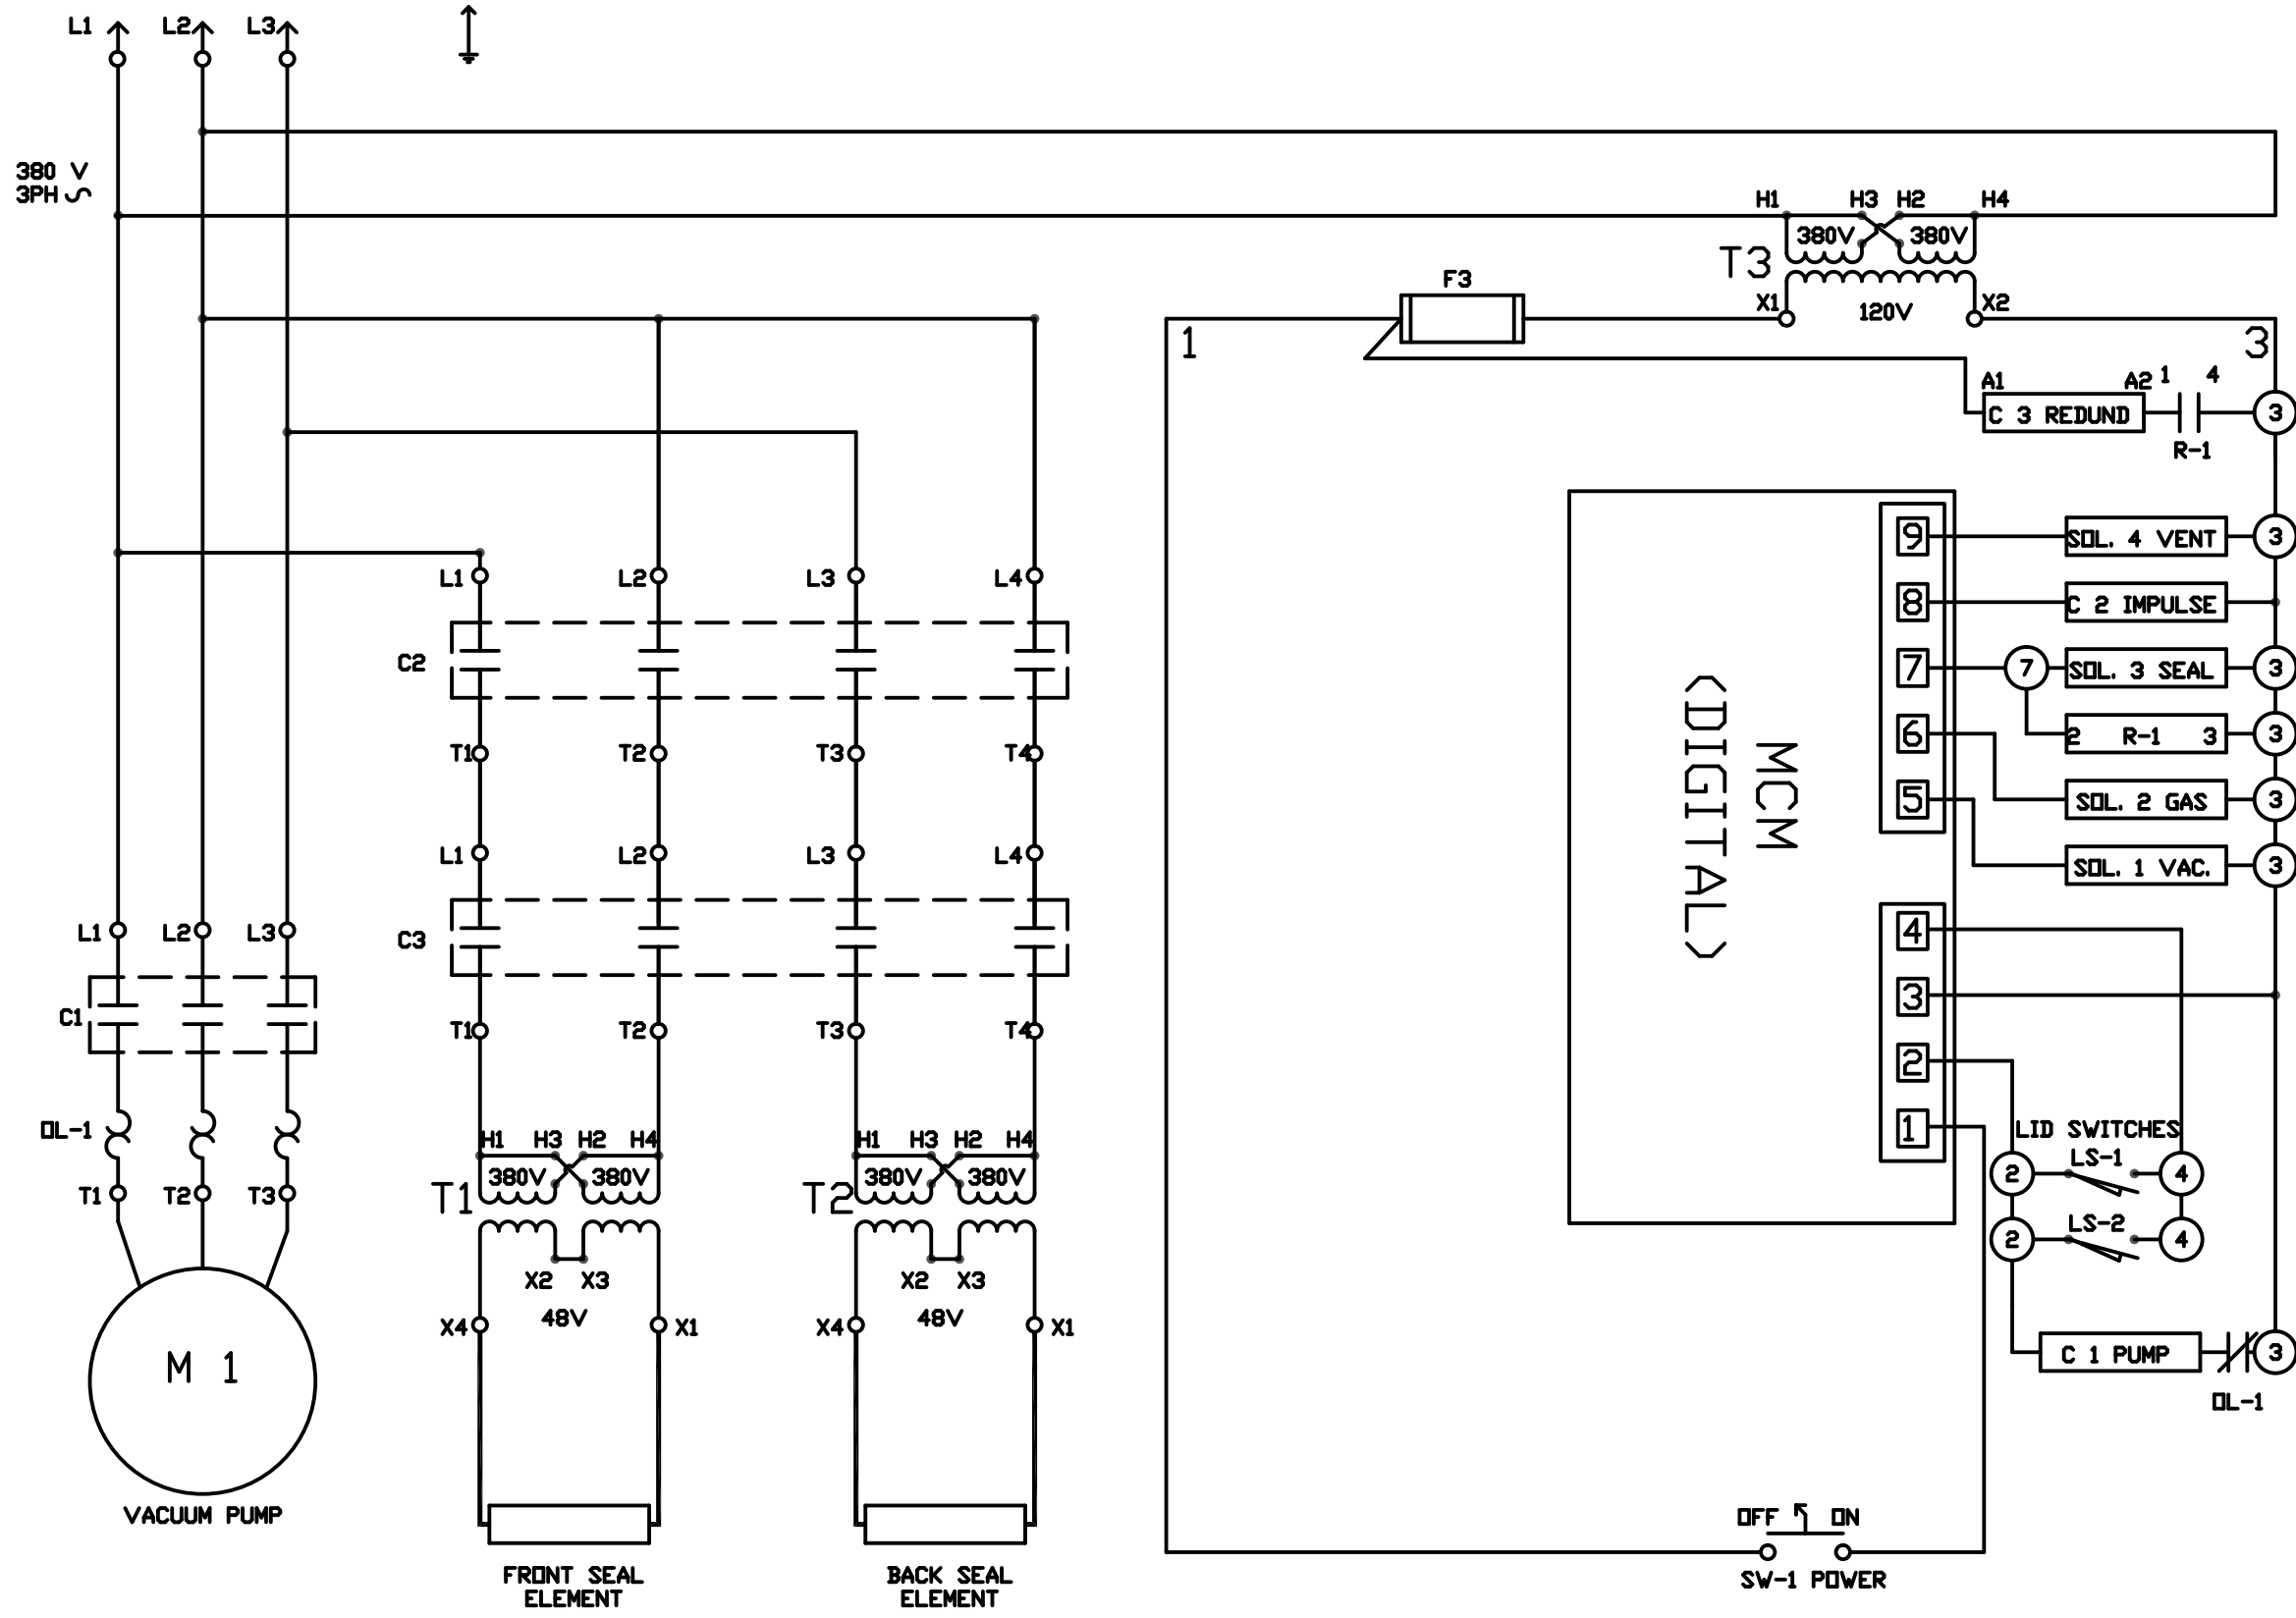 L1 L2 L3
380 V
3PH
H1 H3 H2 H4
380V 380V
T3
F3
X1 120V X2
1
3
A1 A2 1 4
C 3 REDUND
3
R-1
9 SOL. 4 VENT 3
8 C 2 IMPULSE
7 7 SOL. 3 SEAL 3
6 2 R-1 3 3
5 SOL. 2 GAS 3
SOL. 1 VAC. 3
MCM
(DIGITAL)
4
3
2
1
LID SWITCHES
LS-1
2 4
LS-2
2 4
C 1 PUMP 3
OL-1
OFF ON
SW-1 POWER
L1 L2 L3 L4
C2
T1 T2 T3 T4
L1 L2 L3 L4
C3
T1 T2 T3 T4
H1 H3 H2 H4
380V 380V
T1
X2 X3
48V
X4 X1
FRONT SEAL
ELEMENT
H1 H3 H2 H4
380V 380V
T2
X2 X3
48V
X4 X1
BACK SEAL
ELEMENT
L1 L2 L3
C1
OL-1
T1 T2 T3
M 1
VACUUM PUMP